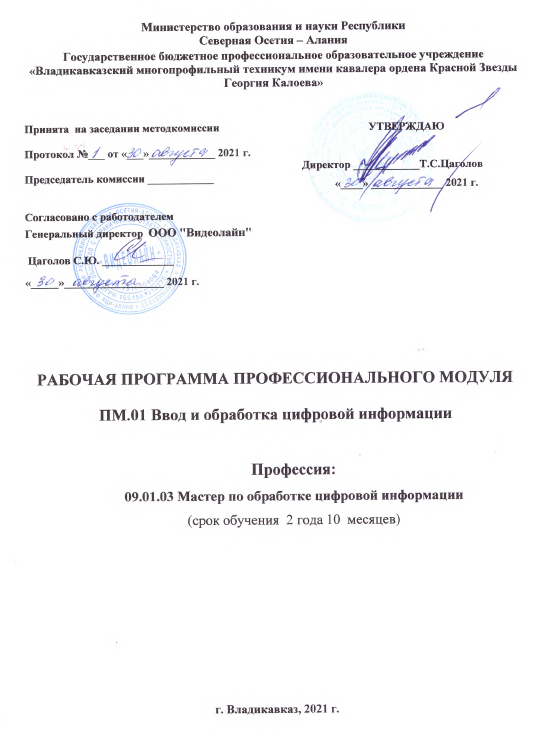 Министерство образования и науки Республики
Северная Осетия – Алания
Государственное бюджетное профессиональное образовательное учреждение
«Владикавказский многопрофильный техникум имени кавалера ордена Красной Звезды
Георгия Калоева»
Принята на заседании методкомиссии
Протокол № 1 от «30» августа 2021 г.
Председатель комиссии ______________
УТВЕРЖДАЮ
Директор ______________Т.С.Цаголов
« 30 » августа 2021 г.
Согласовано с работодателем
Генеральный директор ООО "Видеолайн"
Цаголов С.Ю. ______________
« 30 » августа 2021 г.
«ВИДЕОЛАЙН»
РАБОЧАЯ ПРОГРАММА ПРОФЕССИОНАЛЬНОГО МОДУЛЯ
ПМ.01 Ввод и обработка цифровой информации
Профессия:
09.01.03 Мастер по обработке цифровой информации
(срок обучения 2 года 10 месяцев)
г. Владикавказ, 2021 г.